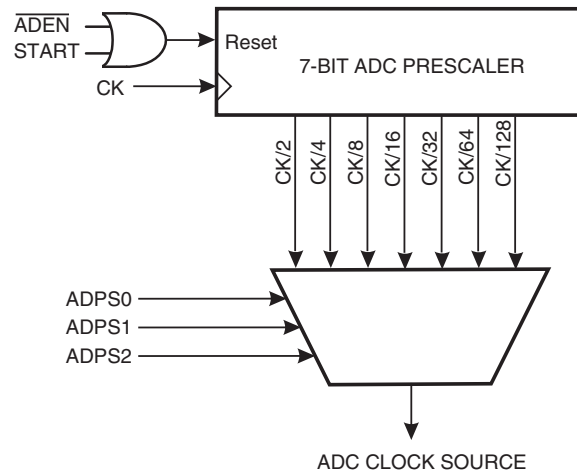 ADEN
START
Reset
7-BIT ADC PRESCALER
CK
CK/2
CK/4
CK/8
CK/16
CK/32
CK/64
CK/128
ADPS0
ADPS1
ADPS2
ADC CLOCK SOURCE